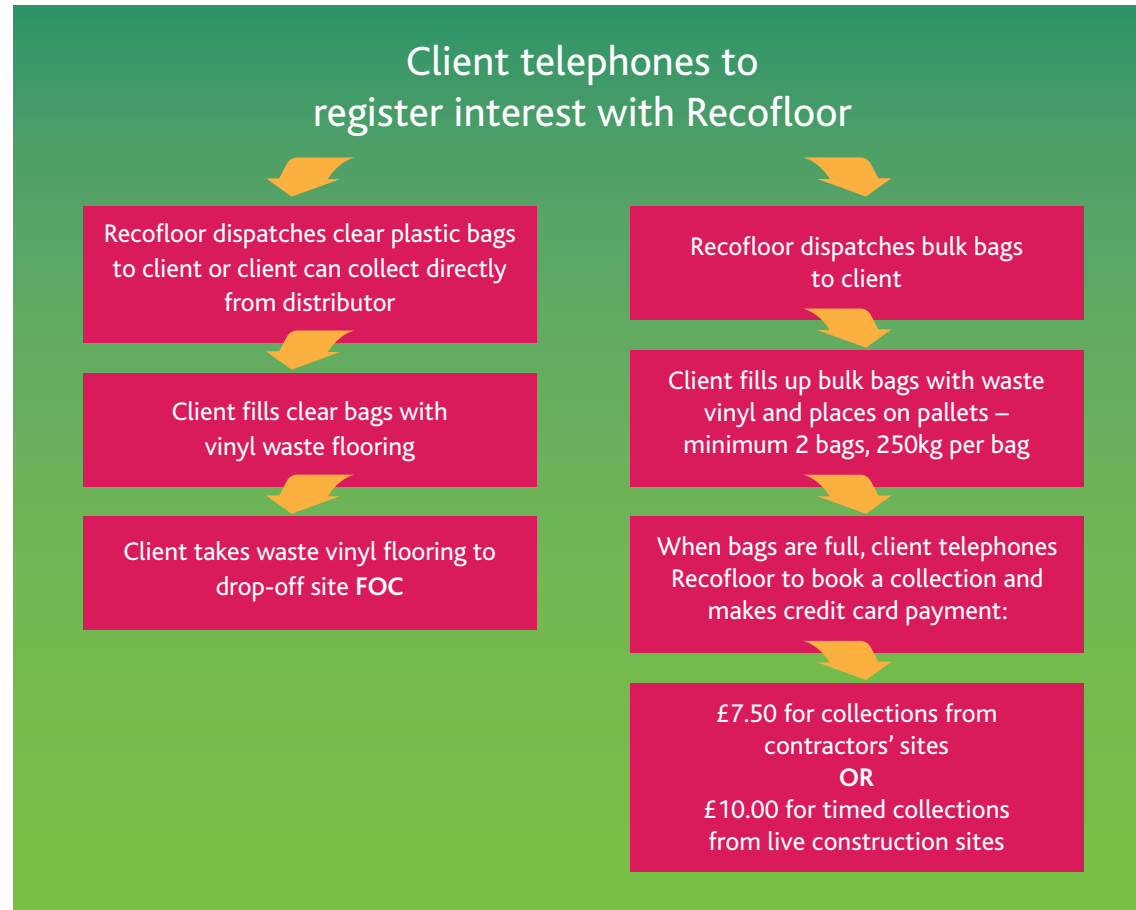 Client telephones to
register interest with Recofloor
Recofloor dispatches clear plastic bags
to client or client can collect directly
from distributor
Client fills clear bags with
vinyl waste flooring
Client takes waste vinyl flooring to
drop-off site FOC
Recofloor dispatches bulk bags
to client
Client fills up bulk bags with waste
vinyl and places on pallets –
minimum 2 bags, 250kg per bag
When bags are full, client telephones
Recofloor to book a collection and
makes credit card payment:
£7.50 for collections from
contractors’ sites
OR
£10.00 for timed collections
from live construction sites